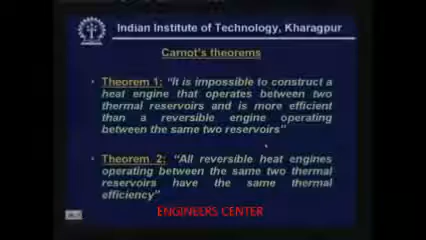 Indian Institute of Technology, Kharagpur
Carnot's theorems
• Theorem 1: "It is impossible to construct a
heat engine that operates between two
thermal reservoirs and is more efficient
than a reversible engine operating
between the same two reservoirs"
• Theorem 2: "All reversible heat engines
operating between the same two thermal
reservoirs have the same thermal
efficiency"
ENGINEERS CENTER